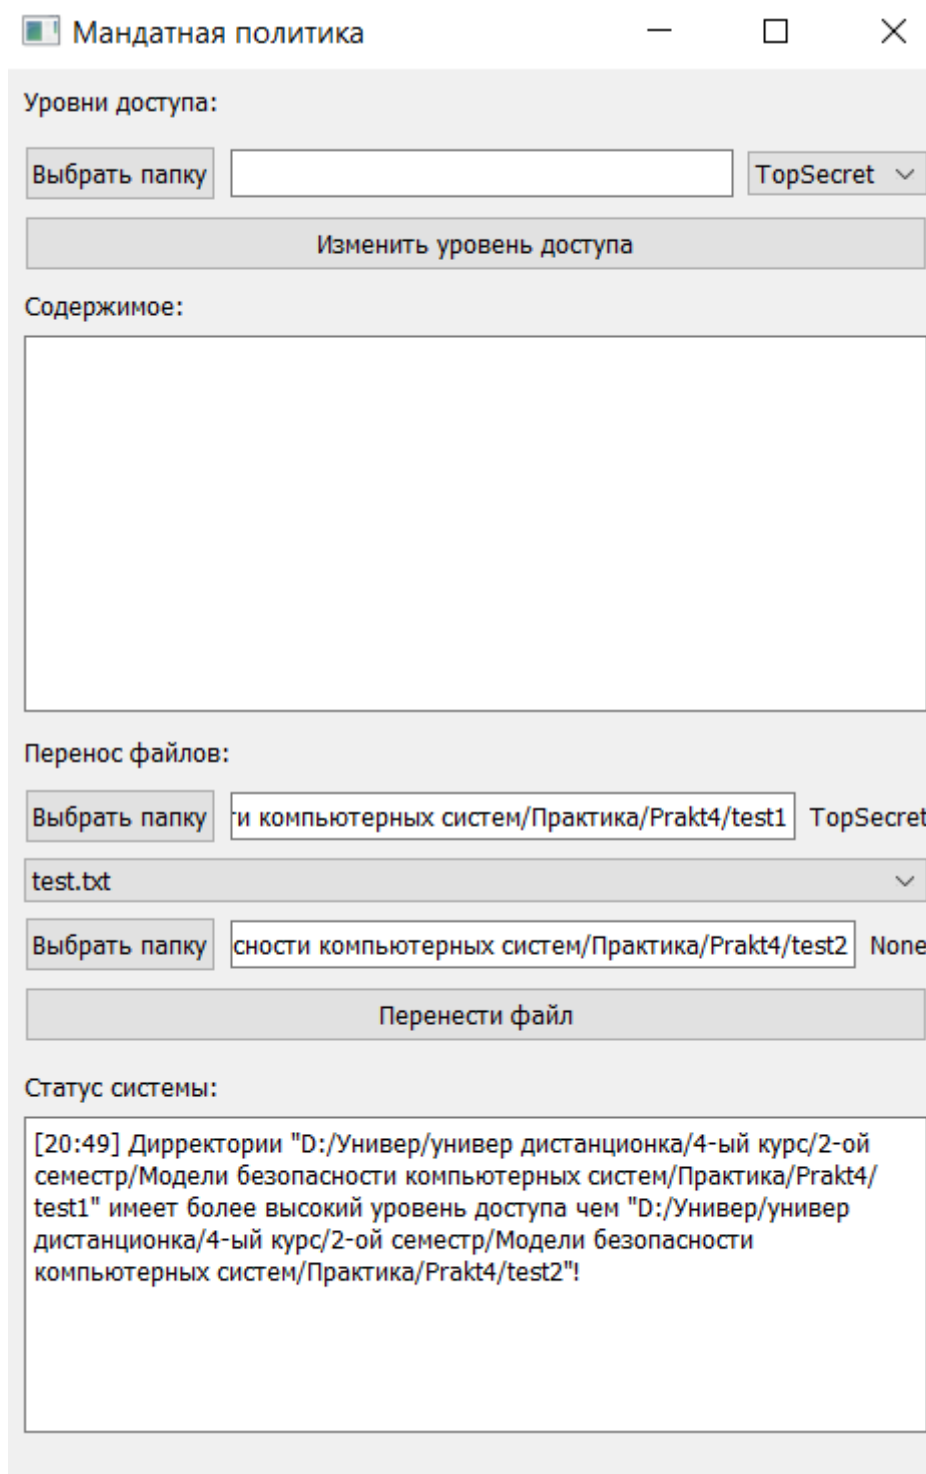 Мандатная политика
Уровни доступа:
Выбрать папку TopSecret
Изменить уровень доступа
Содержимое:
Перенос файлов:
Выбрать папку ти компьютерных систем/Практика/Prakt4/test1 TopSecret
test.txt
Выбрать папку сности компьютерных систем/Практика/Prakt4/test2 None
Перенести файл
Статус системы:
[20:49] Дирректории "D:/Универ/универ дистанционка/4-ый курс/2-ой
семестр/Модели безопасности компьютерных систем/Практика/Prakt4/
test1" имеет более высокий уровень доступа чем "D:/Универ/универ
дистанционка/4-ый курс/2-ой семестр/Модели безопасности
компьютерных систем/Практика/Prakt4/test2"!